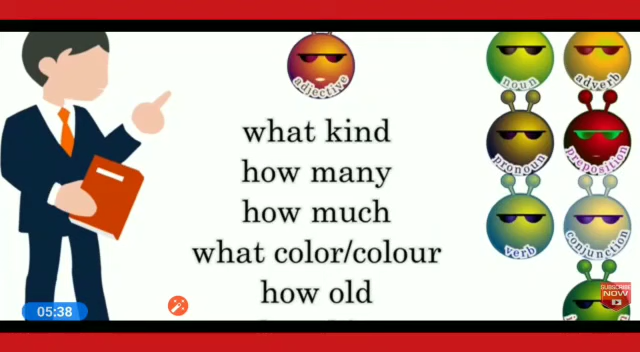 adjective
what kind
how many
how much
what color/colour
how old
noun
adverb
pronoun
preposition
verb
conjunction
SUBSCRIBE
NOW
05:38